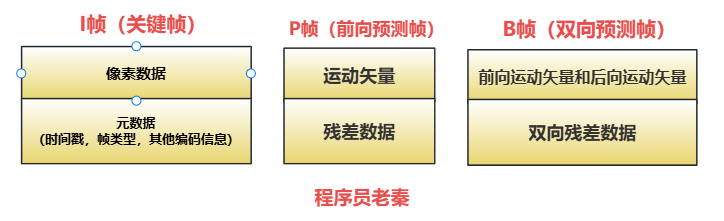 I帧（关键帧）
像素数据
元数据
(时间戳，帧类型，其他编码信息)
P帧（前向预测帧）
运动矢量
残差数据
B帧（双向预测帧）
前向运动矢量和后向运动矢量
双向残差数据
程序员老秦